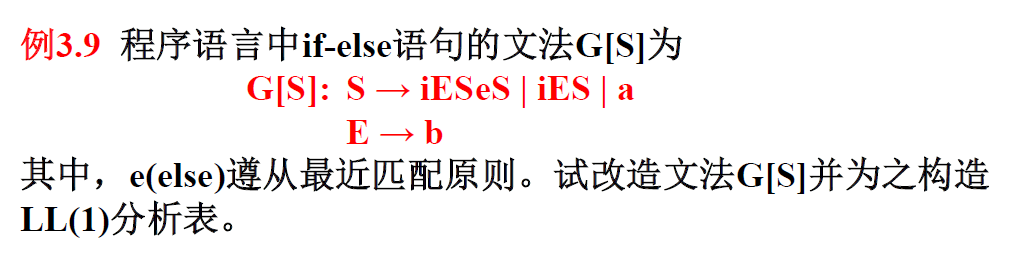 例3.9 程序语言中if-else语句的文法G[S]为
G[S]: S → iESeS | iES | a
E → b
其中，e(else)遵从最近匹配原则。试改造文法G[S]并为之构造
LL(1)分析表。